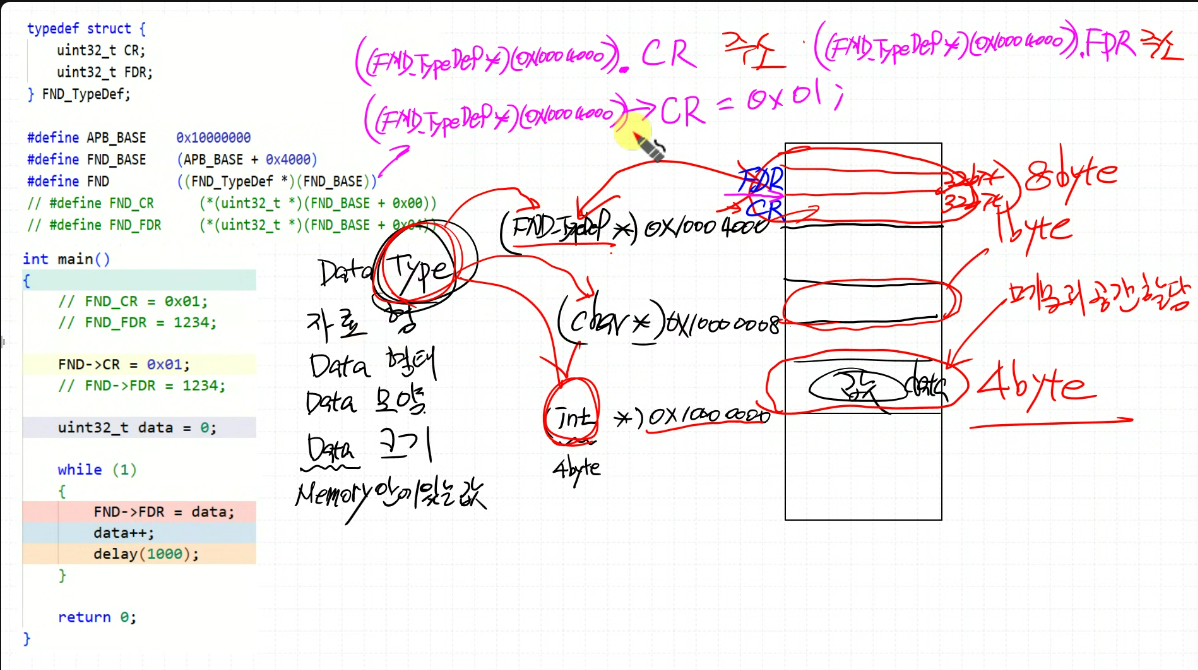 typedef struct {
uint32_t CR;
uint32_t FDR;
} FND_TypeDef;
#define APB_BASE 0x10000000
#define FND_BASE (APB_BASE + 0x4000)
#define FND ((FND_TypeDef *)(FND_BASE))
// #define FND_CR (*(uint32_t *)(FND_BASE + 0x00))
// #define FND_FDR (*(uint32_t *)(FND_BASE + 0x04))
int main()
{
// FND_CR = 0x01;
// FND_FDR = 1234;
FND->CR = 0x01;
// FND->FDR = 1234;
uint32_t data = 0;
while (1)
{
FND->FDR = data;
data++;
delay(1000);
}
return 0;
}
((FND_TypeDef *)(0x10004000)).CR 주소
((FND_TypeDef *)(0x10004000)).FDR 주소
((FND_TypeDef *)(0x10004000))->CR = 0x01;
FDR
CR
8byte
(FND_Typedef *) 0x10004000
1byte
Data Type
자료 형
Data 형태
Data 모양
Data 크기
Memory 안에 있는 값
(char *) 0x10000008
메모리 공간 할당
int *) 0x10000000
4byte
값 data
4byte